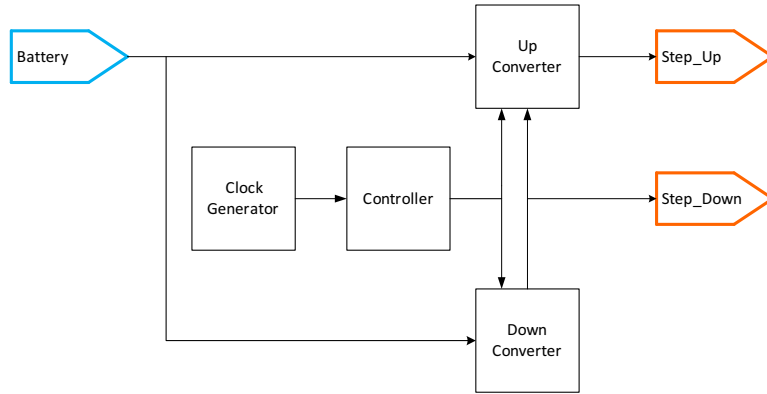 Battery
Up
Converter
Step_Up
Clock
Generator
Controller
Step_Down
Down
Converter